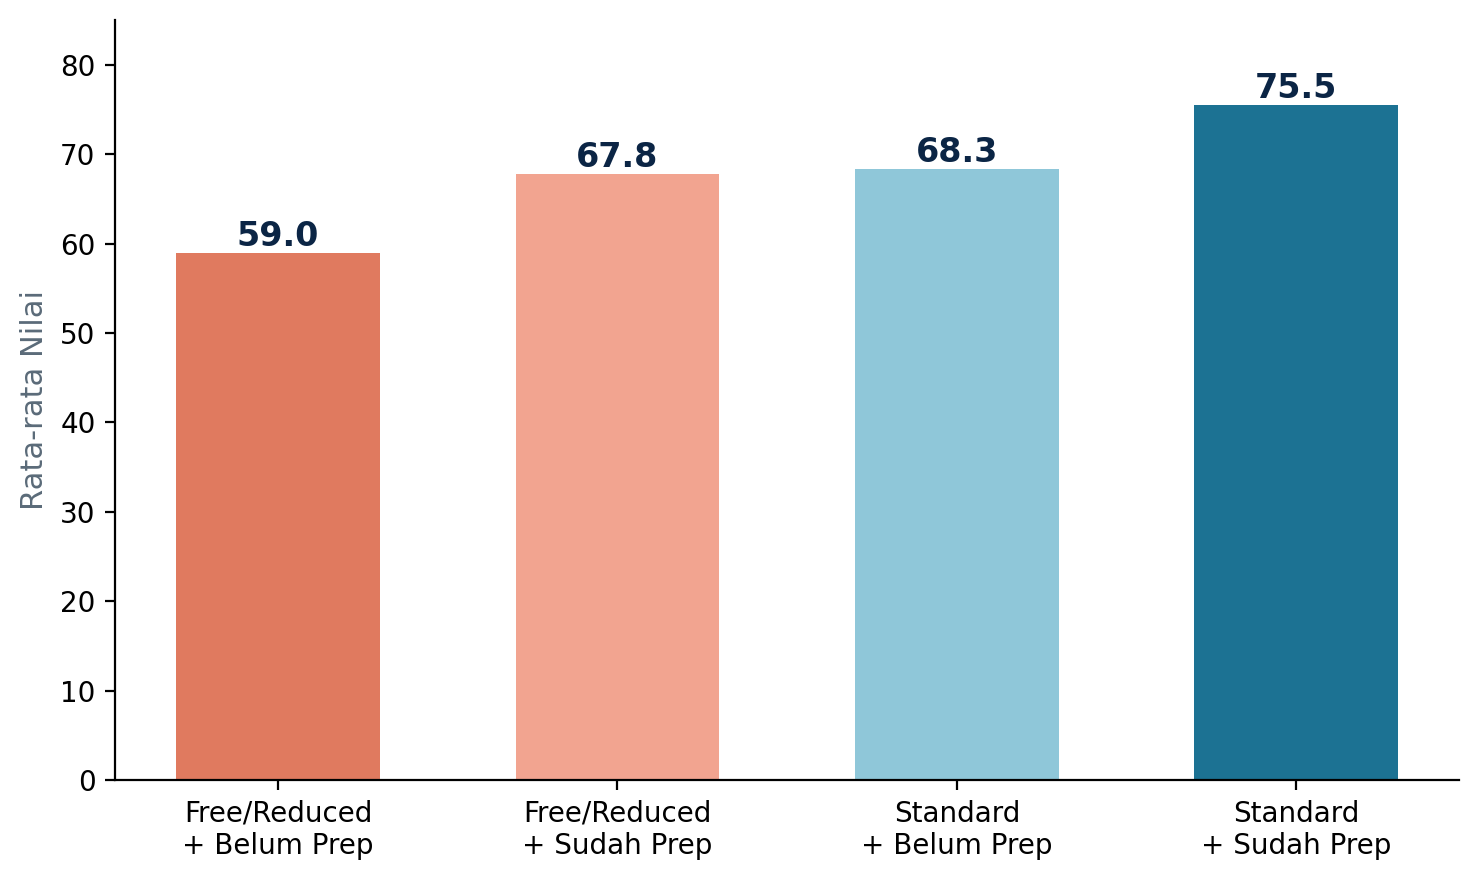 Rata-rata Nilai
80
70
60
50
40
30
20
10
0
59.0
67.8
68.3
75.5
Free/Reduced
+ Belum Prep
Free/Reduced
+ Sudah Prep
Standard
+ Belum Prep
Standard
+ Sudah Prep